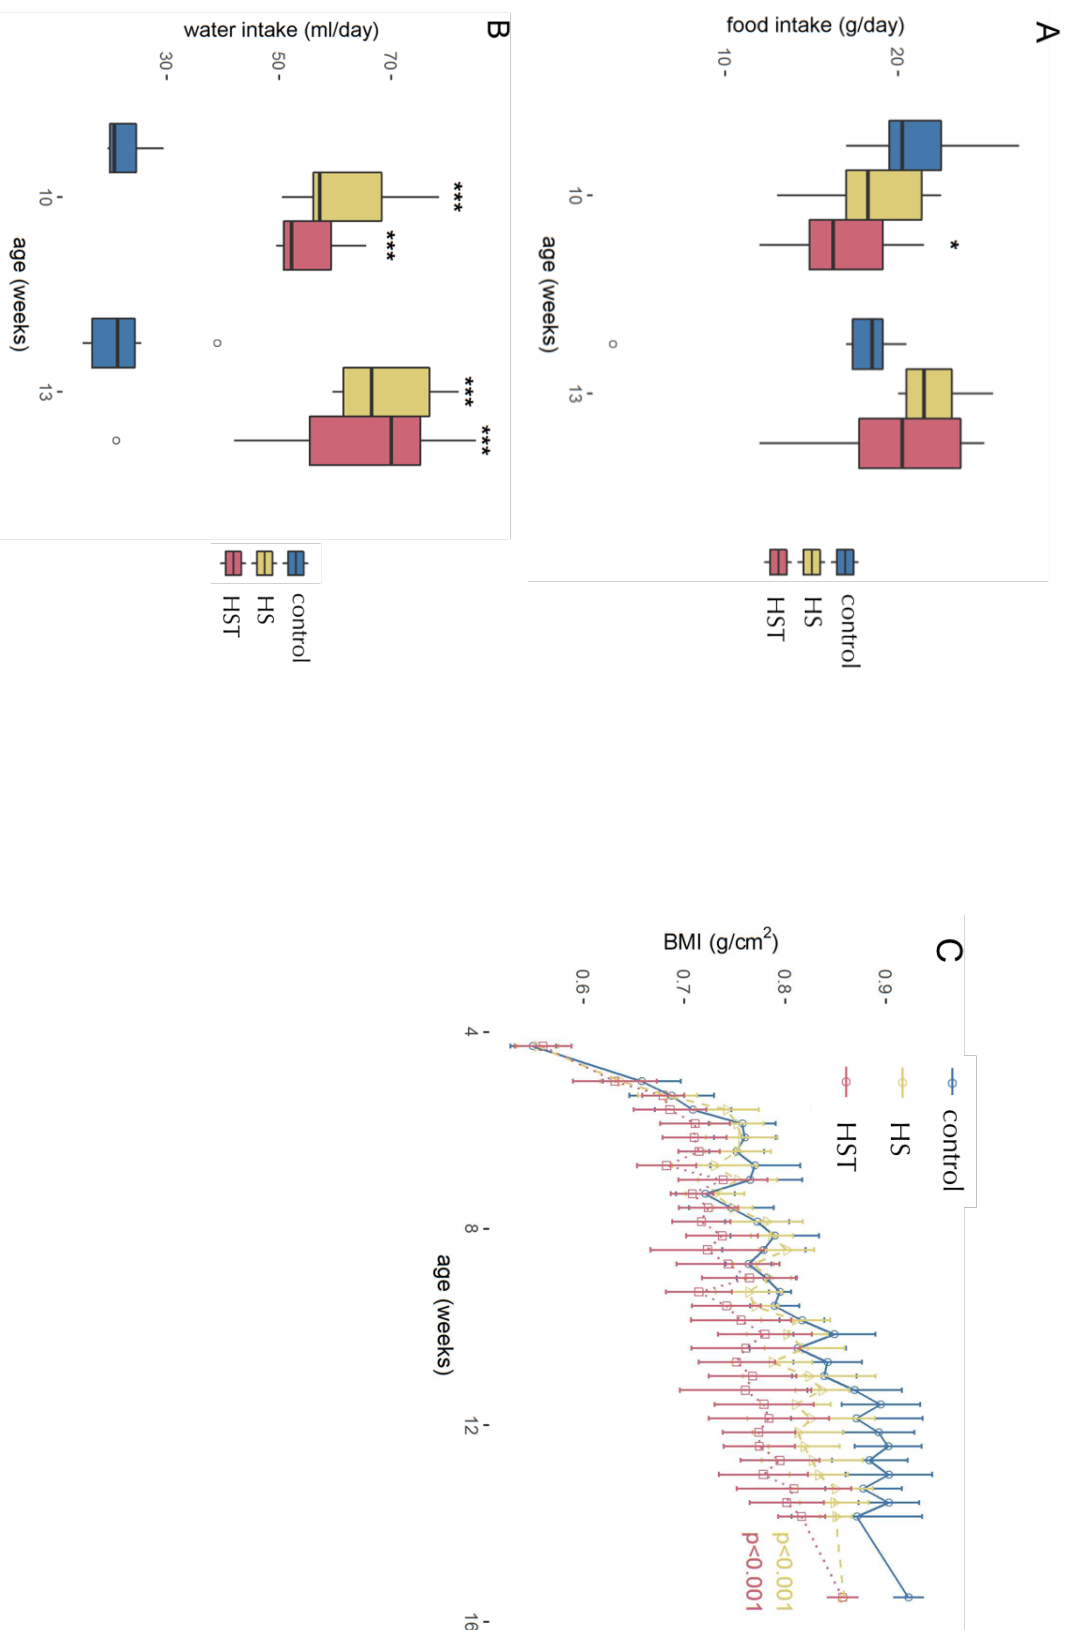 A
food intake (g/day)
20
10
*
10
13
age (weeks)
control
HS
HST
B
water intake (ml/day)
70
50
30
***
***
***
***
10
13
age (weeks)
control
HS
HST
C
BMI (g/cm²)
0.9
0.8
0.7
0.6
control
HS
HST
p<0.001
p<0.001
4
8
12
16
age (weeks)